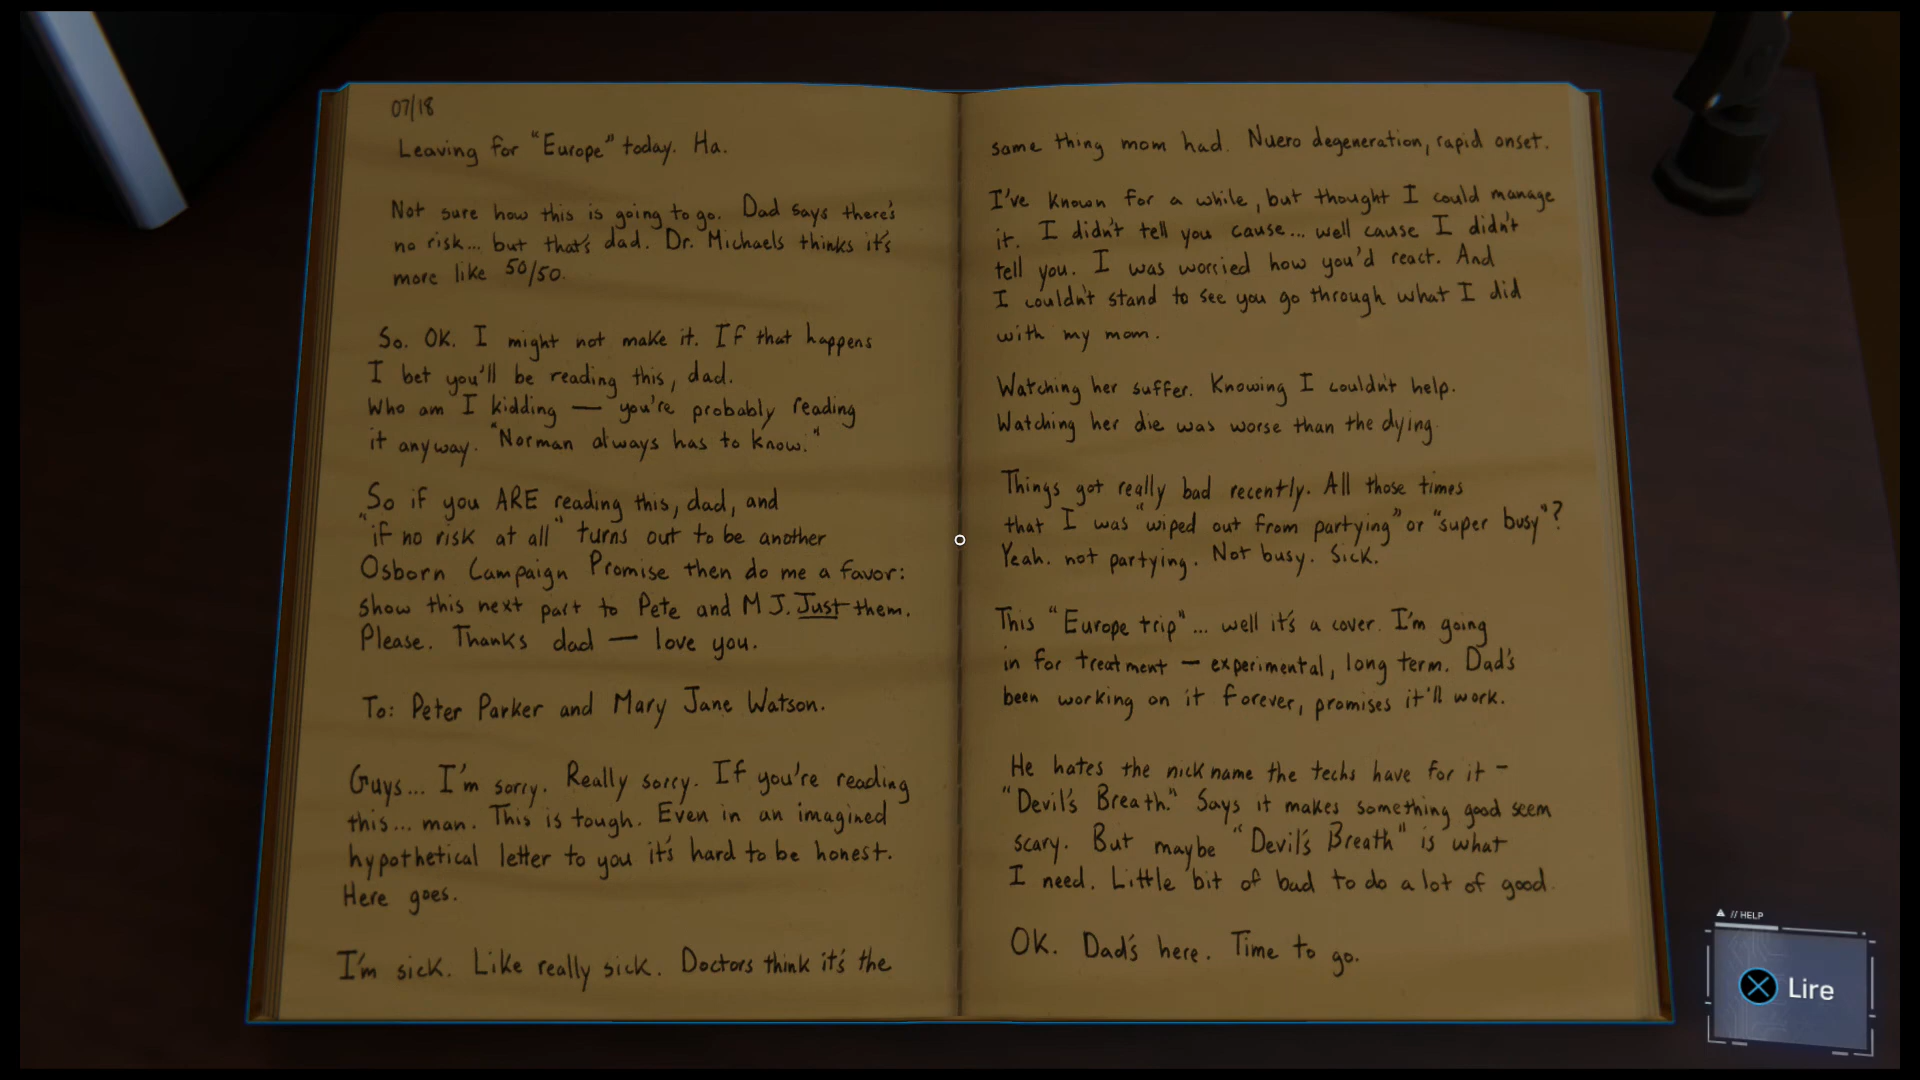 07/18
Leaving for "Europe" today. Ha.
Not sure how this is going to go. Dad says there's
no risk... but that's dad. Dr. Michaels thinks it's
more like 50/50.
So. OK. I might not make it. If that happens
I bet you'll be reading this, dad.
Who am I kidding — you're probably reading
it anyway. "Norman always has to know."
So if you ARE reading this, dad, and
"if no risk at all" turns out to be another
Osborn Campaign Promise then do me a favor:
show this next part to Pete and MJ. Just them.
Please. Thanks dad — love you.
To: Peter Parker and Mary Jane Watson.
Guys... I'm sorry. Really sorry. If you're reading
this... man. This is tough. Even in an imagined
hypothetical letter to you it's hard to be honest.
Here goes.
I'm sick. Like really sick. Doctors think it's the
same thing mom had. Nuero degeneration, rapid onset.
I've known for a while, but thought I could manage
it. I didn't tell you cause... well cause I didn't
tell you. I was worried how you'd react. And
I couldn't stand to see you go through what I did
with my mom.
Watching her suffer. Knowing I couldn't help.
Watching her die was worse than the dying.
Things got really bad recently. All those times
that I was "wiped out from partying" or "super busy"?
Yeah. not partying. Not busy. Sick.
This "Europe trip"... well it's a cover. I'm going
in for treatment — experimental, long term. Dad's
been working on it forever, promises it'll work.
He hates the nickname the techs have for it -
"Devil's Breath." Says it makes something good seem
scary. But maybe "Devil's Breath" is what
I need. Little bit of bad to do a lot of good.
OK. Dad's here. Time to go.
// HELP
Lire